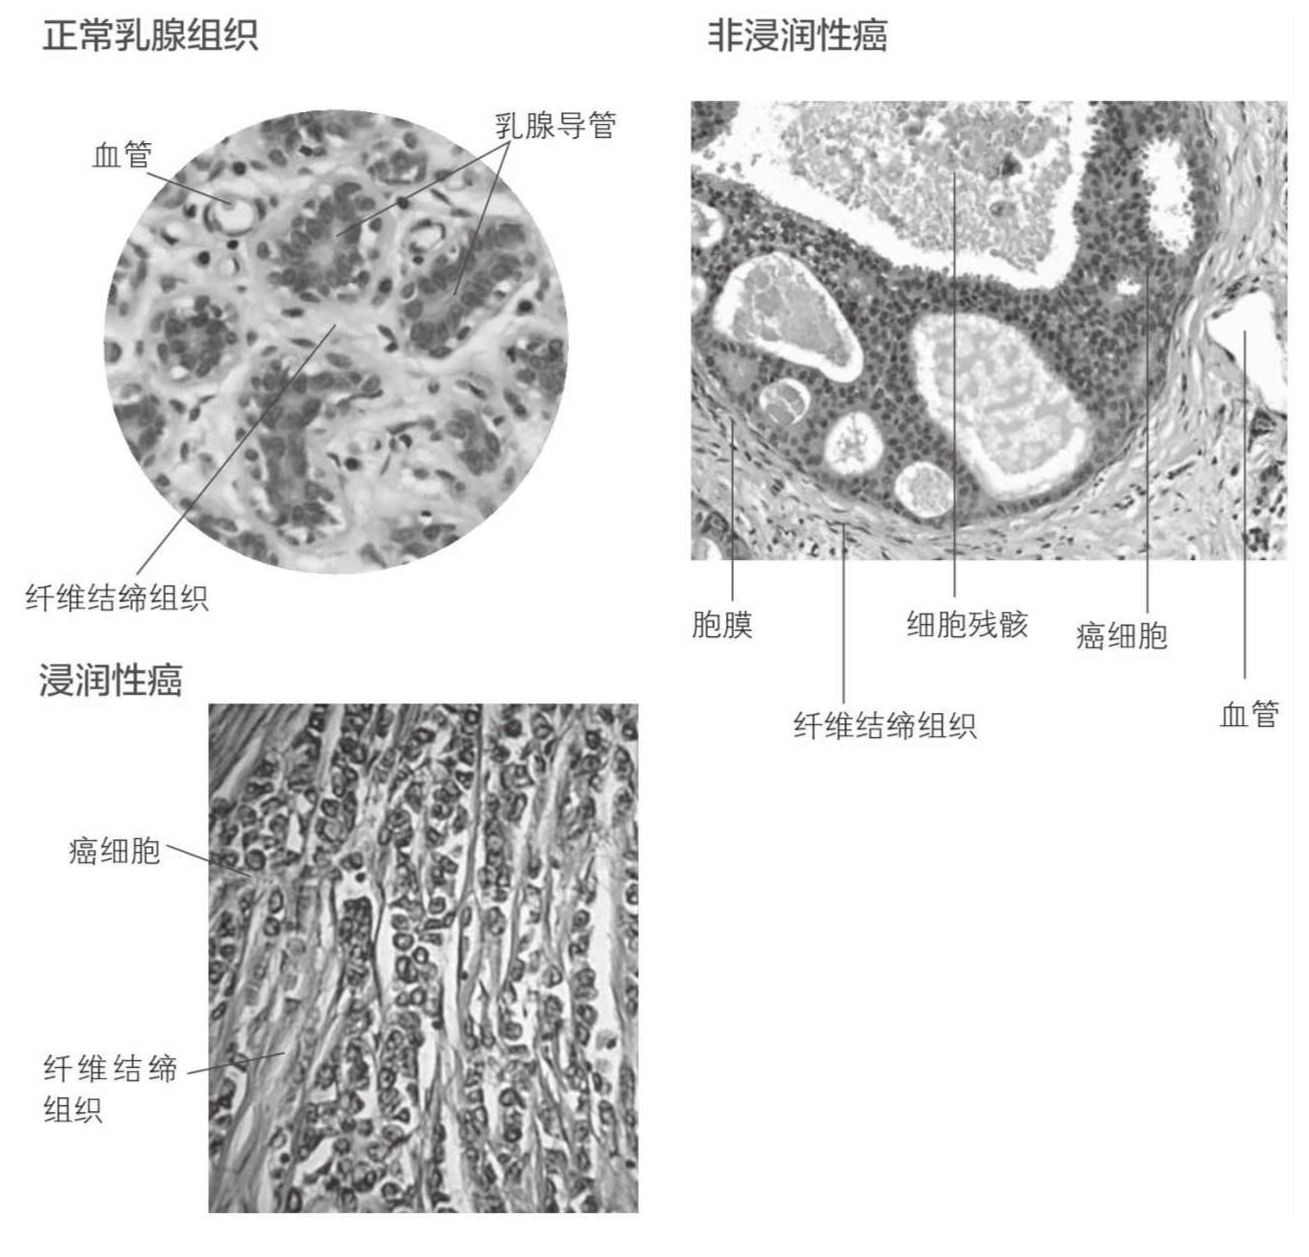 正常乳腺组织
血管
乳腺导管
纤维结缔组织
非浸润性癌
胞膜
细胞残骸
癌细胞
纤维结缔组织
血管
浸润性癌
癌细胞
纤维结缔
组织